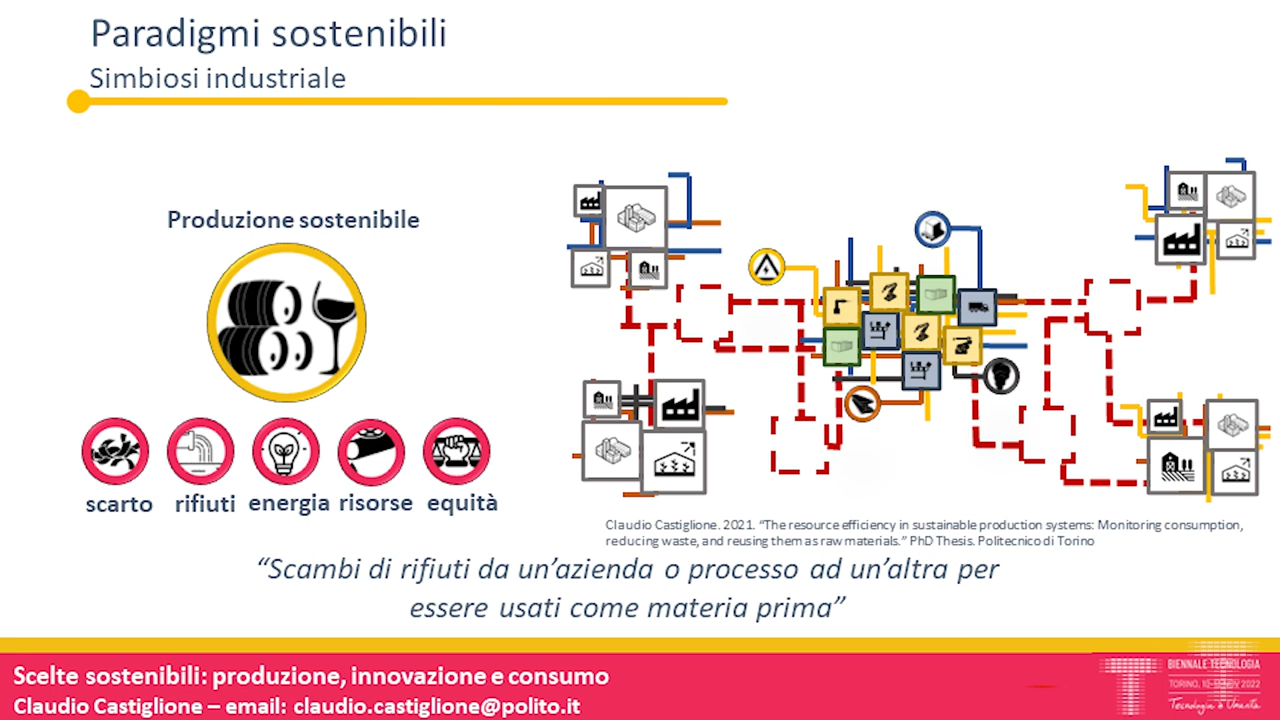 Paradigmi sostenibili
Simbiosi industriale
Produzione sostenibile
scarto rifiuti energia risorse equità
Claudio Castiglione. 2021. “The resource efficiency in sustainable production systems: Monitoring consumption,
reducing waste, and reusing them as raw materials.” PhD Thesis. Politecnico di Torino
“Scambi di rifiuti da un’azienda o processo ad un’altra per
essere usati come materia prima”
Scelte sostenibili: produzione, innovazione e consumo
Claudio Castiglione – email: claudio.castiglione@polito.it
BIENNALE TECNOLOGIA
Tecnologia è Umanità